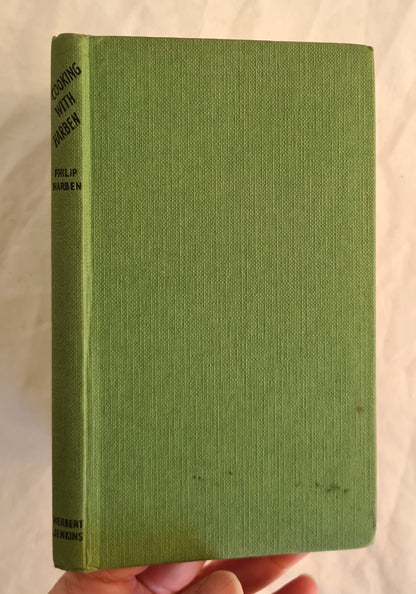 COOKING
WITH
HARBEN
PHILIP
HARBEN
HERBERT
JENKINS